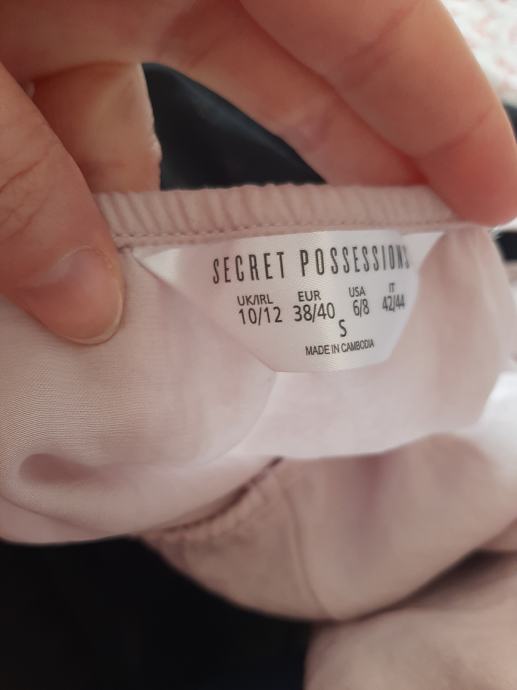 SECRET POSSESSIONS
UK/IRL EUR USA IT
10/12 38/40 6/8 42/44
S
MADE IN CAMBODIA